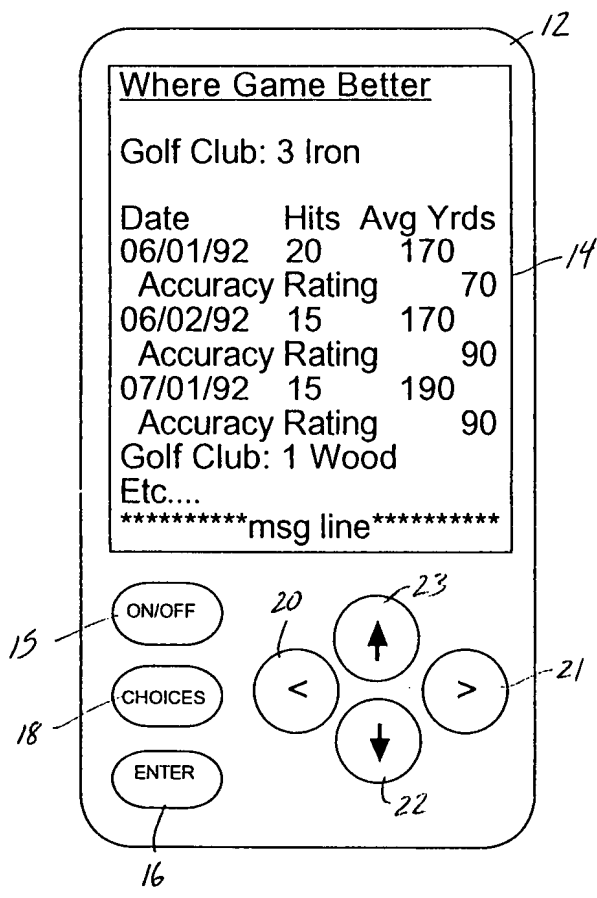 12
Where Game Better
Golf Club: 3 Iron
Date Hits Avg Yrds
06/01/92 20 170
14
Accuracy Rating 70
06/02/92 15 170
Accuracy Rating 90
07/01/92 15 190
Accuracy Rating 90
Golf Club: 1 Wood
Etc....
**********msg line**********
ON/OFF
15
20
23
<
>
21
CHOICES
18
ENTER
22
16